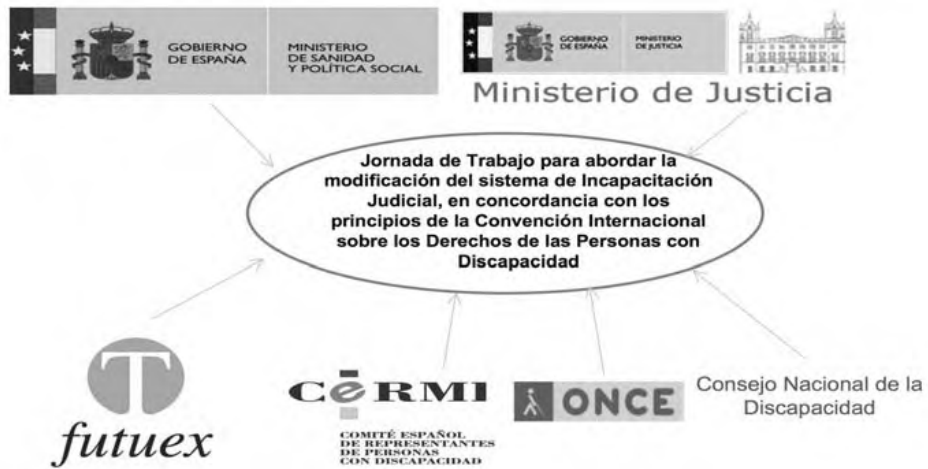 GOBIERNO
DE ESPAÑA
MINISTERIO
DE SANIDAD
Y POLÍTICA SOCIAL
GOBIERNO
DE ESPAÑA
MINISTERIO
DE JUSTICIA
Ministerio de Justicia
Jornada de Trabajo para abordar la
modificación del sistema de Incapacitación
Judicial, en concordancia con los
principios de la Convención Internacional
sobre los Derechos de las Personas con
Discapacidad
T
futuex
CeRMI
COMITÉ ESPAÑOL
DE REPRESENTANTES
DE PERSONAS
CON DISCAPACIDAD
ONCE
Consejo Nacional de la
Discapacidad